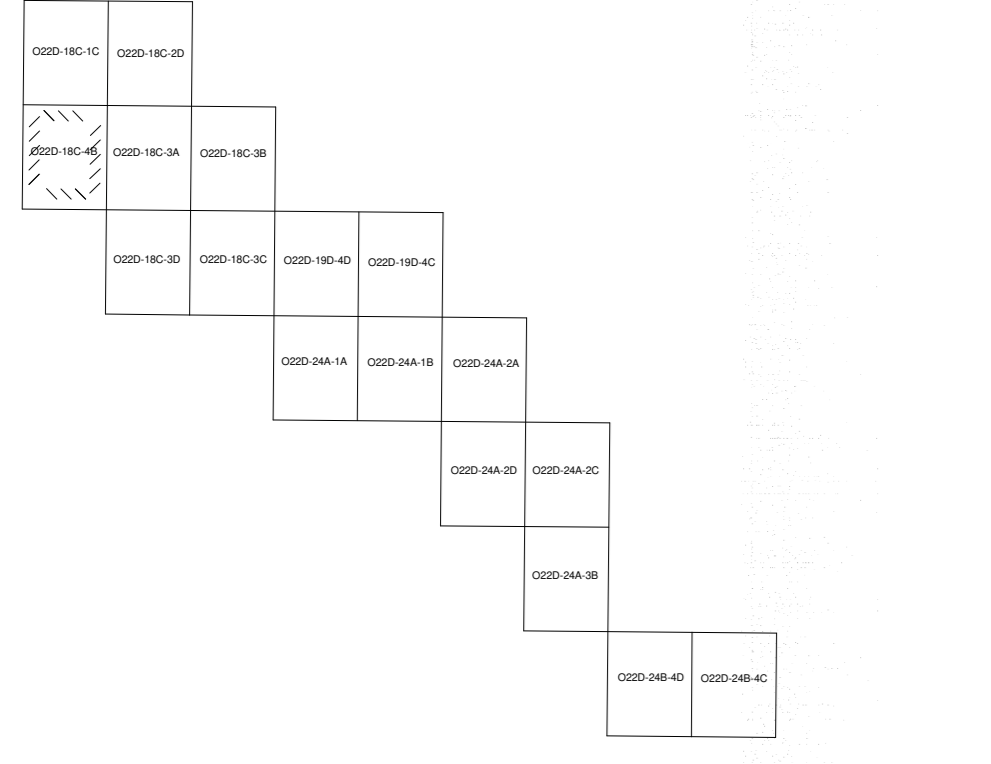 O22D-18C-1C O22D-18C-2D
O22D-18C-4B O22D-18C-3A O22D-18C-3B
O22D-18C-3D O22D-18C-3C O22D-19D-4D O22D-19D-4C
O22D-24A-1A O22D-24A-1B O22D-24A-2A
O22D-24A-2D O22D-24A-2C
O22D-24A-3B
O22D-24B-4D O22D-24B-4C